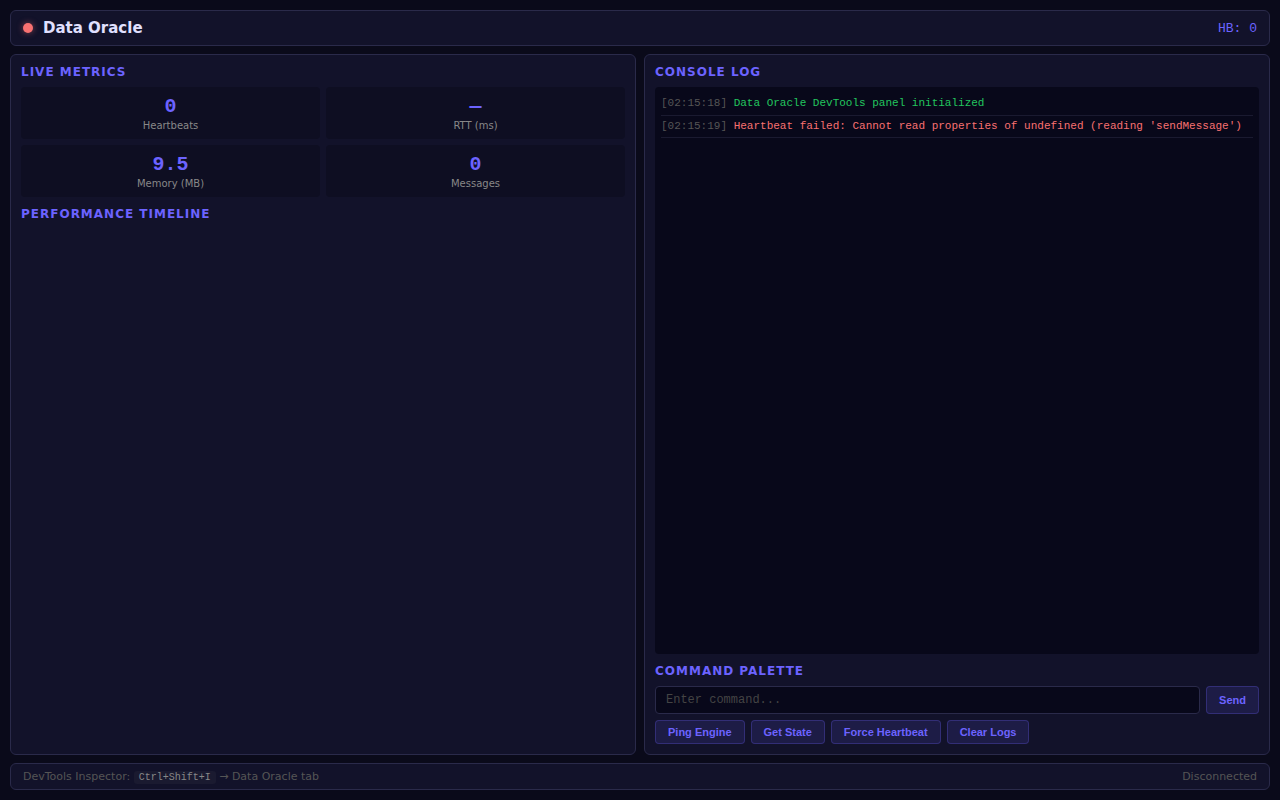 Data Oracle
HB: 0
LIVE METRICS
0
Heartbeats
—
RTT (ms)
9.5
Memory (MB)
0
Messages
PERFORMANCE TIMELINE
CONSOLE LOG
[02:15:18] Data Oracle DevTools panel initialized
[02:15:19] Heartbeat failed: Cannot read properties of undefined (reading 'sendMessage')
COMMAND PALETTE
Enter command...
Send
Ping Engine
Get State
Force Heartbeat
Clear Logs
DevTools Inspector: Ctrl+Shift+I → Data Oracle tab
Disconnected